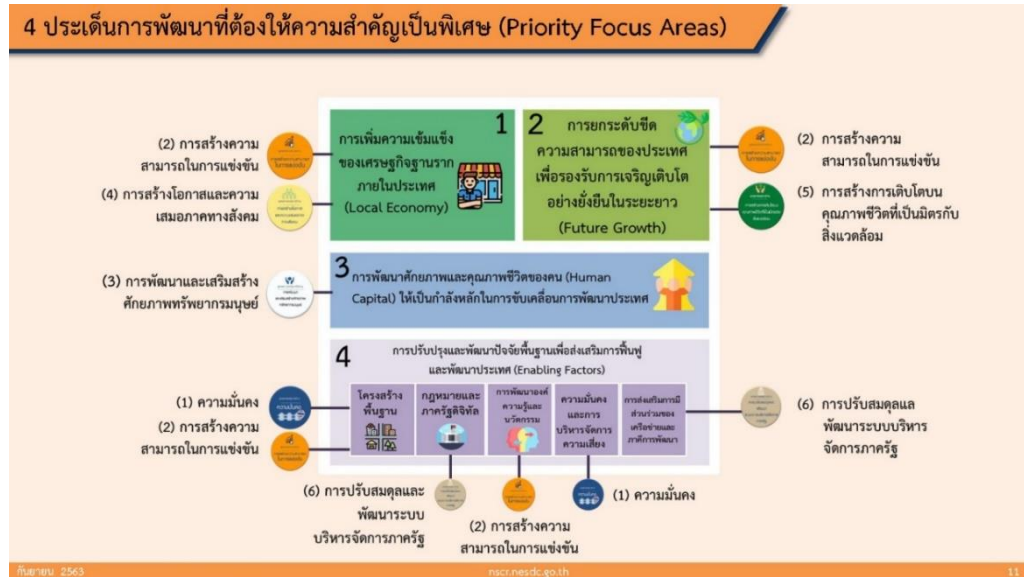 4 ประเด็นการพัฒนาที่ต้องให้ความสำคัญเป็นพิเศษ (Priority Focus Areas)
1
การเพิ่มความเข้มแข็ง
ของเศรษฐกิจฐานราก
ภายในประเทศ
(Local Economy)
2
การยกระดับขีด
ความสามารถของประเทศ
เพื่อรองรับการเจริญเติบโต
อย่างยั่งยืนในระยะยาว
(Future Growth)
(2) การสร้างความ
สามารถในการแข่งขัน
(4) การสร้างโอกาสและความ
เสมอภาคทางสังคม
(2) การสร้างความ
สามารถในการแข่งขัน
(5) การสร้างการเติบโตบน
คุณภาพชีวิตที่เป็นมิตรกับ
สิ่งแวดล้อม
3
การพัฒนาศักยภาพและคุณภาพชีวิตของคน (Human
Capital) ให้เป็นกำลังหลักในการขับเคลื่อนการพัฒนาประเทศ
(3) การพัฒนาและเสริมสร้าง
ศักยภาพทรัพยากรมนุษย์
4
การปรับปรุงและพัฒนาปัจจัยพื้นฐานเพื่อส่งเสริมการฟื้นฟู
และพัฒนาประเทศ (Enabling Factors)
โครงสร้าง
พื้นฐาน
กฎหมายและ
ภาครัฐดิจิทัล
การพัฒนาองค์
ความรู้และ
นวัตกรรม
ความมั่นคง
และการ
บริหารจัดการ
ความเสี่ยง
การส่งเสริมการมี
ส่วนร่วมของ
เครือข่ายและ
ภาคีการพัฒนา
(1) ความมั่นคง
(2) การสร้างความ
สามารถในการแข่งขัน
(6) การปรับสมดุลแล
พัฒนาระบบบริหาร
จัดการภาครัฐ
(6) การปรับสมดุลและ
พัฒนาระบบ
บริหารจัดการภาครัฐ
(2) การสร้างความ
สามารถในการแข่งขัน
(1) ความมั่นคง
กันยายน 2563
nscr.nesdc.go.th
11